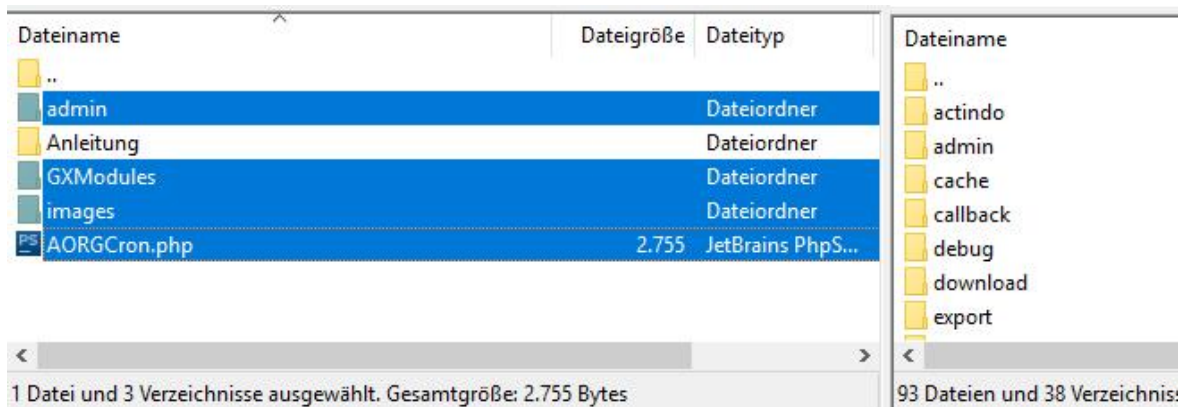 Dateiname Dateigröße Dateityp
..
admin Dateiordner
Anleitung Dateiordner
GXModules Dateiordner
images Dateiordner
PS AORGCron.php 2.755 JetBrains PhpS...
1 Datei und 3 Verzeichnisse ausgewählt. Gesamtgröße: 2.755 Bytes
Dateiname
..
actindo
admin
cache
callback
debug
download
export
93 Dateien und 38 Verzeichniss